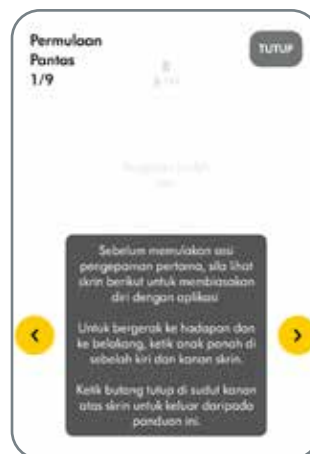 Permulaan
Pantas
1/9
TUTUP
Sebelum memulakan sesi
pengepaman pertama, sila lihat
skrin berikut untuk membiasakan
diri dengan aplikasi
Untuk bergerak ke hadapan dan
ke belakang, ketik anak panah di
sebelah kiri dan kanan skrin.
Ketik butang tutup di sudut kanan
atas skrin untuk keluar daripada
panduan ini.